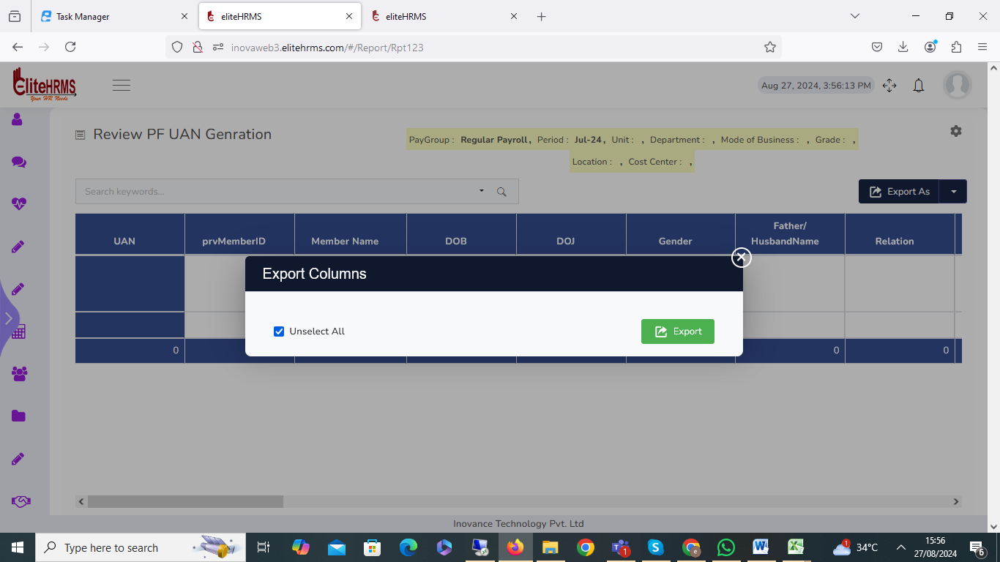 Task Manager
eliteHRMS
eliteHRMS
inovaweb3.elitehrms.com/#/Report/Rpt123
EliteHRMS
Your HR Needs
Aug 27, 2024, 3:56:13 PM
Review PF UAN Genration
PayGroup : Regular Payroll, Period : Jul-24, Unit : , Department : , Mode of Business : , Grade : ,
Location : , Cost Center : ,
Search keywords...
Export As
UAN prvMemberID Member Name DOB DOJ Gender Father/
HusbandName Relation
Export Columns
Unselect All
Export
0 0 0
Inovance Technology Pvt. Ltd
Type here to search
1
1
34°C
15:56
27/08/2024
6